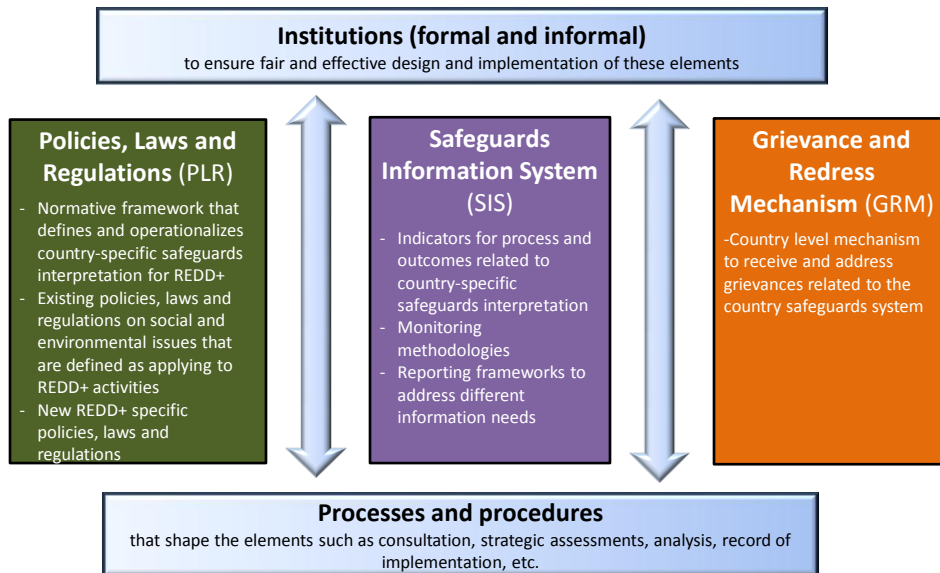 Institutions (formal and informal)
to ensure fair and effective design and implementation of these elements
Policies, Laws and
Regulations (PLR)
- Normative framework that
defines and operationalizes
country-specific safeguards
interpretation for REDD+
- Existing policies, laws and
regulations on social and
environmental issues that
are defined as applying to
REDD+ activities
- New REDD+ specific
policies, laws and
regulations
Safeguards
Information System
(SIS)
- Indicators for process and
outcomes related to
country-specific
safeguards interpretation
- Monitoring
methodologies
- Reporting frameworks to
address different
information needs
Grievance and
Redress
Mechanism (GRM)
-Country level mechanism
to receive and address
grievances related to the
country safeguards system
Processes and procedures
that shape the elements such as consultation, strategic assessments, analysis, record of
implementation, etc.